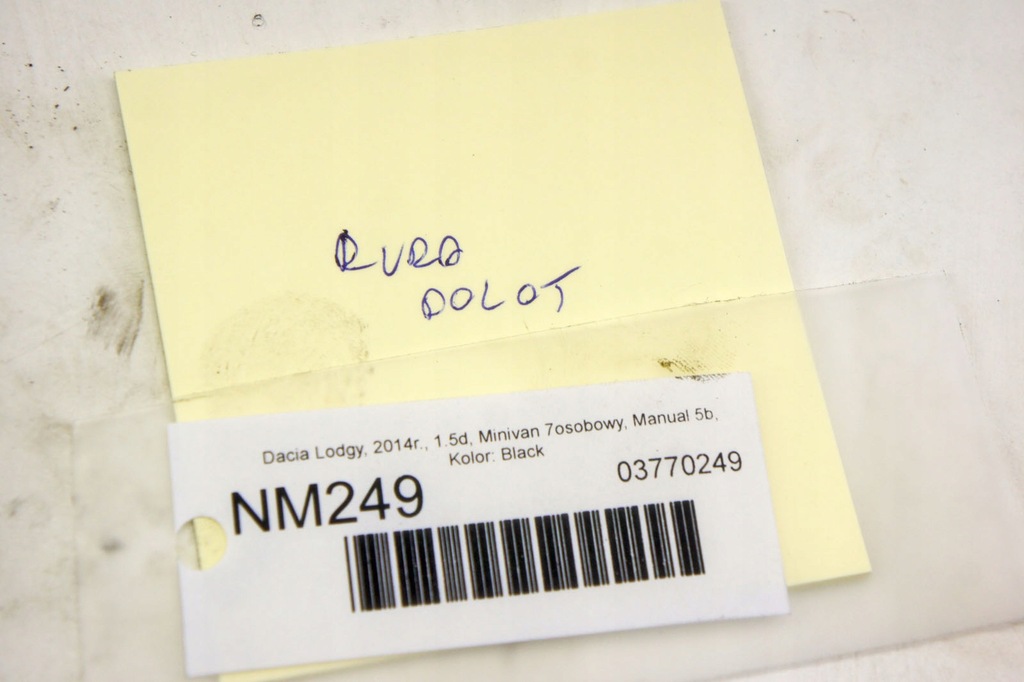 RURA
DOLOT
Dacia Lodgy, 2014r., 1.5d, Minivan 7osobowy, Manual 5b,
Kolor: Black
NM249
03770249